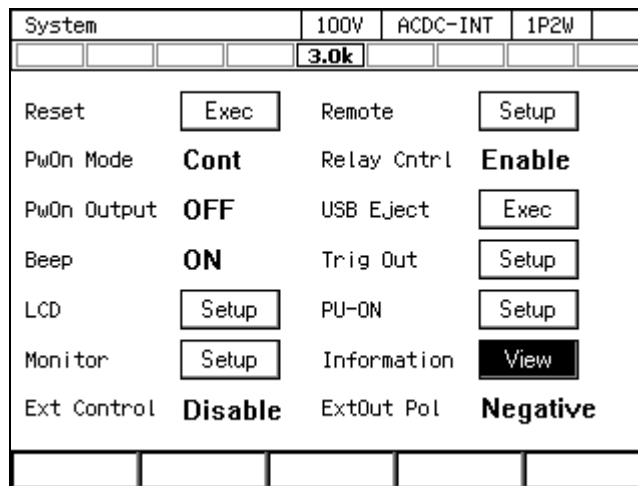 System 100V ACDC-INT 1P2W
3.0k
Reset Exec Remote Setup
PwOn Mode Cont Relay Cntrl Enable
PwOn Output OFF USB Eject Exec
Beep ON Trig Out Setup
LCD Setup PU-ON Setup
Monitor Setup Information View
Ext Control Disable ExtOut Pol Negative